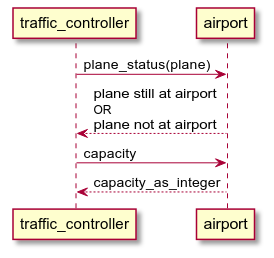 traffic_controller airport
plane_status(plane)
plane still at airport
OR
plane not at airport
capacity
capacity_as_integer
traffic_controller airport